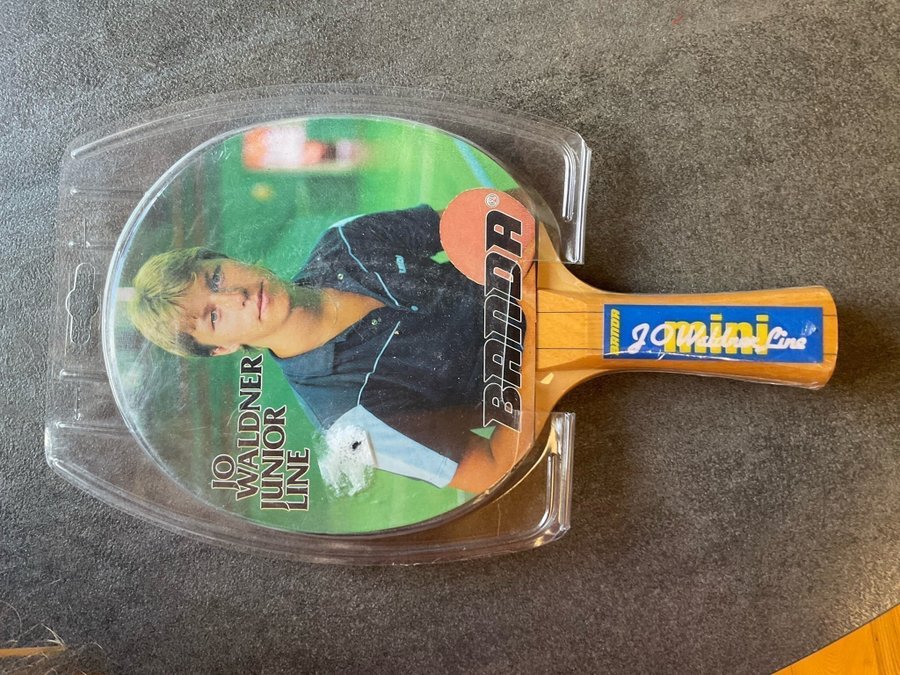 JO
WALDNER
JUNIOR
LINE
BANDA®
BANDA
mini
J O Waldner Line